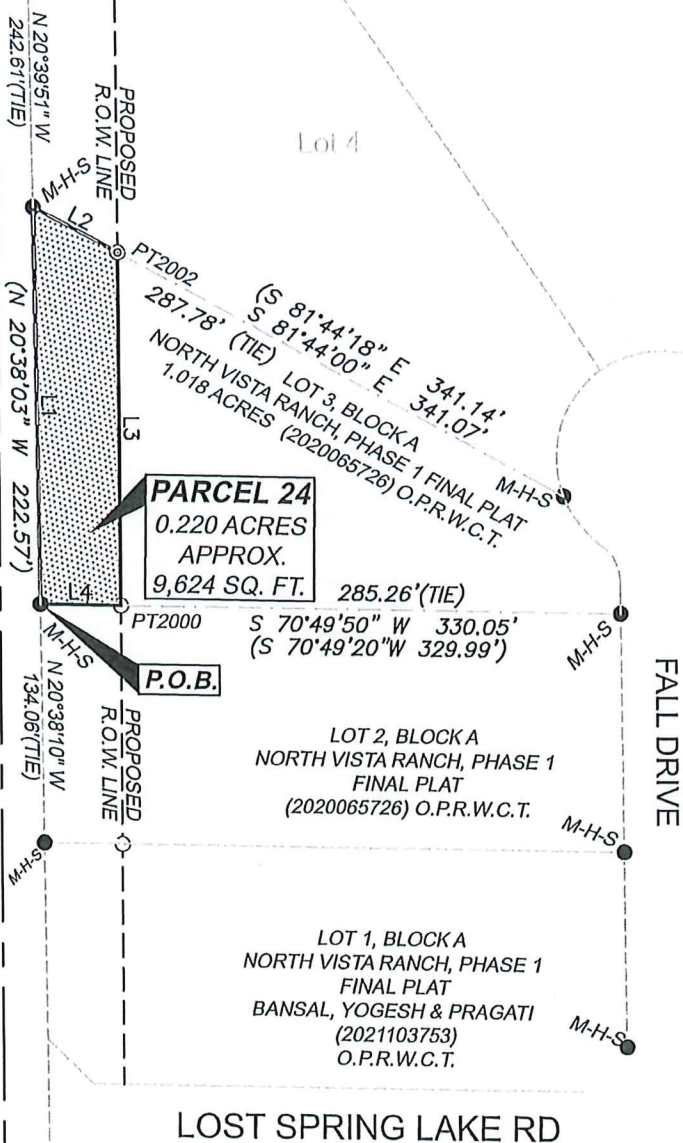 N 20°39'51" W
242.61'(TIE)
PROPOSED
R.O.W. LINE
Lot 4
M-H-S
L2
PT2002
287.78' (TIE)
(S 81°44'18" E 341.14'
S 81°44'00" E 341.07'
LOT 3, BLOCK A
NORTH VISTA RANCH, PHASE 1 FINAL PLAT
1.018 ACRES (2020065726) O.P.R.W.C.T.
M-H-S
(N 20°38'03" W 222.57')
L1
L3
PARCEL 24
0.220 ACRES
APPROX.
9,624 SQ. FT.
L4
PT2000
285.26'(TIE)
S 70°49'50" W 330.05'
(S 70°49'20"W 329.99')
M-H-S
M-H-S
P.O.B.
N 20°38'10" W
134.06'(TIE)
PROPOSED
R.O.W. LINE
FALL DRIVE
LOT 2, BLOCK A
NORTH VISTA RANCH, PHASE 1
FINAL PLAT
(2020065726) O.P.R.W.C.T.
M-H-S
M-H-S
LOT 1, BLOCK A
NORTH VISTA RANCH, PHASE 1
FINAL PLAT
BANSAL, YOGESH & PRAGATI
(2021103753)
O.P.R.W.C.T.
M-H-S
LOST SPRING LAKE RD